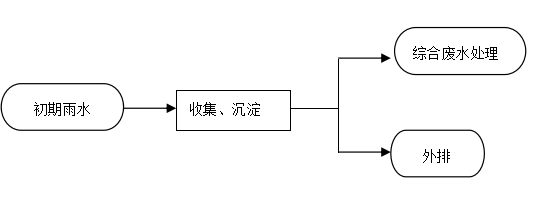 初期雨水
收集、沉淀
综合废水处理
外排